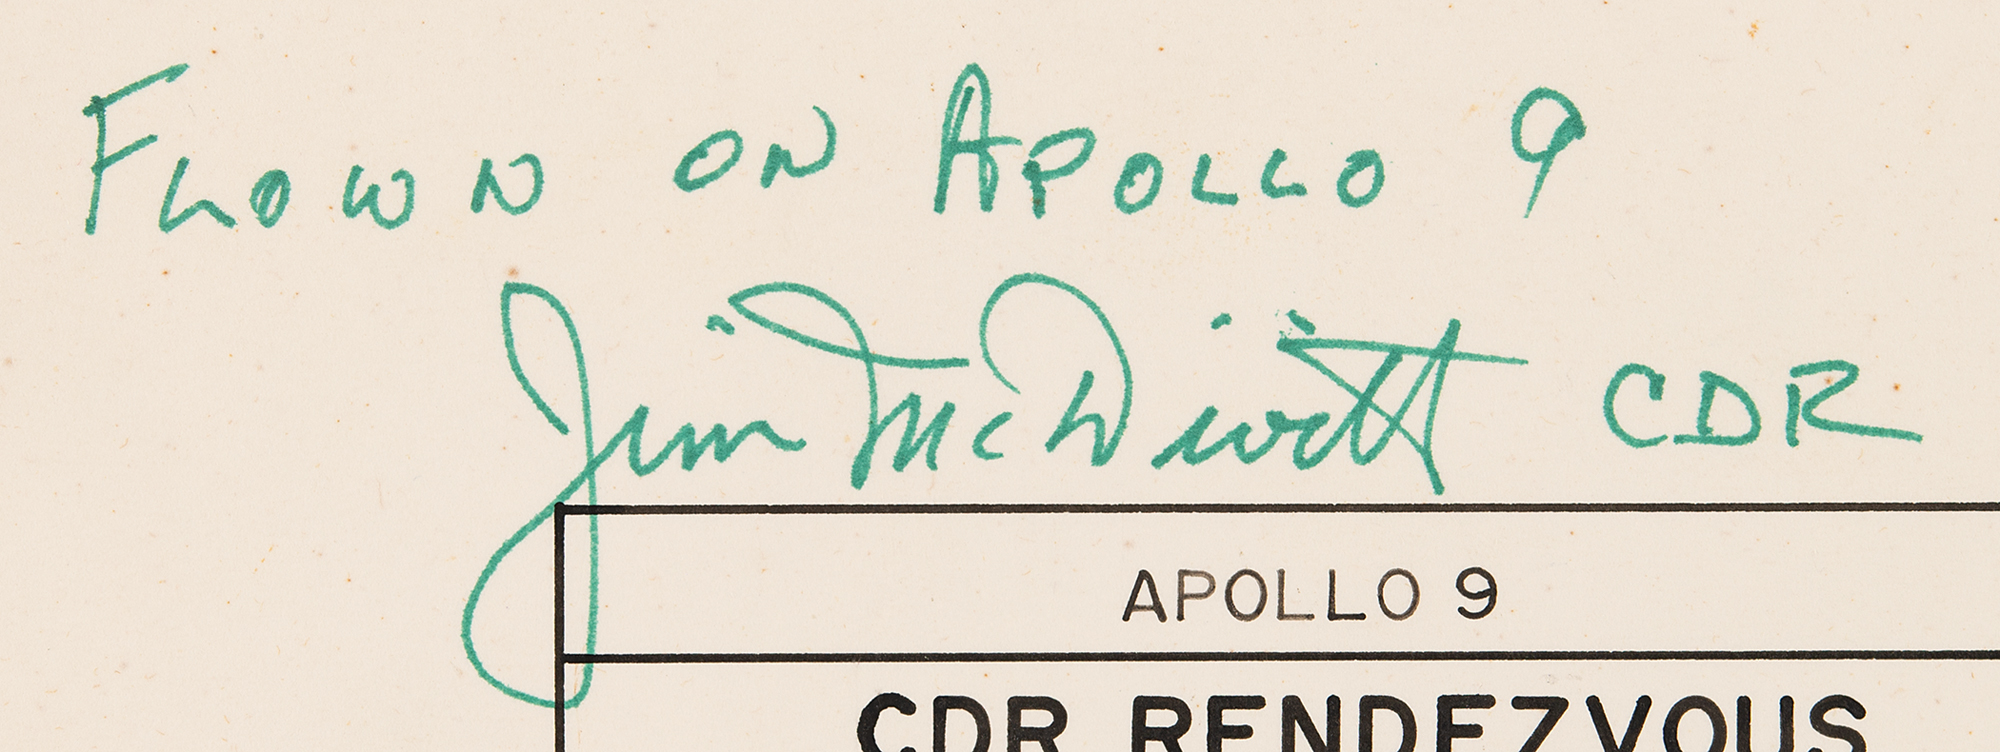 FLOWN ON APOLLO 9
Jim McDivitt CDR
APOLLO 9
CDR RENDEZVOUS